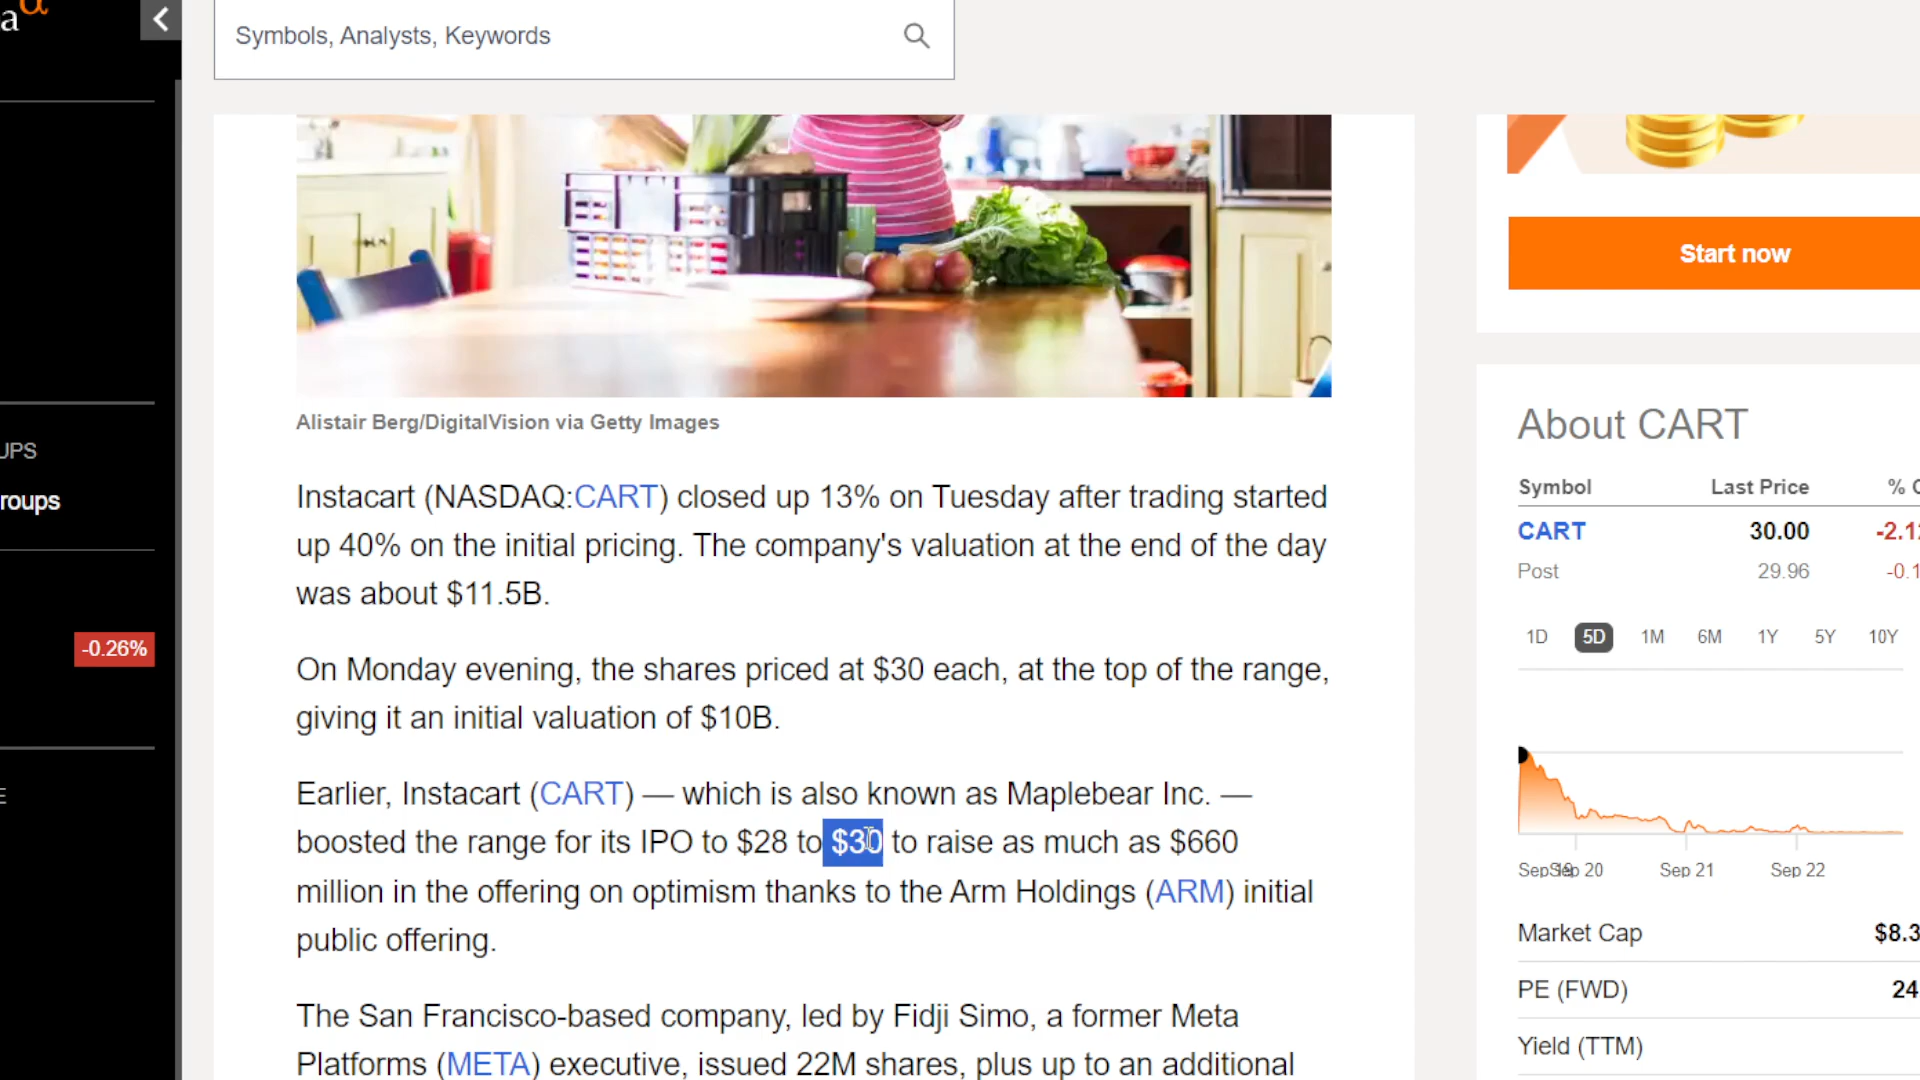 aα
Symbols, Analysts, Keywords
UPS
roups
-0.26%
E
Alistair Berg/DigitalVision via Getty Images
Instacart (NASDAQ:CART) closed up 13% on Tuesday after trading started
up 40% on the initial pricing. The company's valuation at the end of the day
was about $11.5B.
On Monday evening, the shares priced at $30 each, at the top of the range,
giving it an initial valuation of $10B.
Earlier, Instacart (CART) — which is also known as Maplebear Inc. —
boosted the range for its IPO to $28 to $30 to raise as much as $660
million in the offering on optimism thanks to the Arm Holdings (ARM) initial
public offering.
The San Francisco-based company, led by Fidji Simo, a former Meta
Platforms (META) executive, issued 22M shares, plus up to an additional
Start now
About CART
Symbol Last Price % C
CART 30.00 -2.1
Post 29.96 -0.1
1D 5D 1M 6M 1Y 5Y 10Y
Sep 20 Sep 21 Sep 22
Market Cap $8.3
PE (FWD) 24
Yield (TTM)